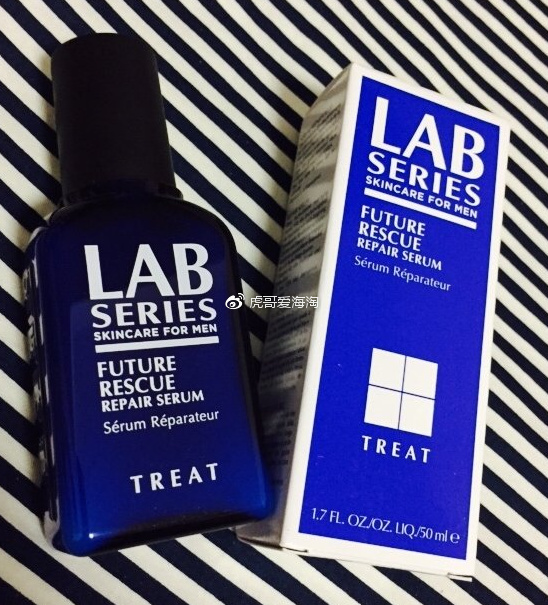 LAB
SERIES
SKINCARE FOR MEN
FUTURE
RESCUE
REPAIR SERUM
Sérum Réparateur
TREAT
LAB
SERIES
SKINCARE FOR MEN
FUTURE
RESCUE
REPAIR SERUM
Sérum Réparateur
TREAT
1.7 FL. OZ./OZ. LIQ./50 ml e
虎哥爱海淘